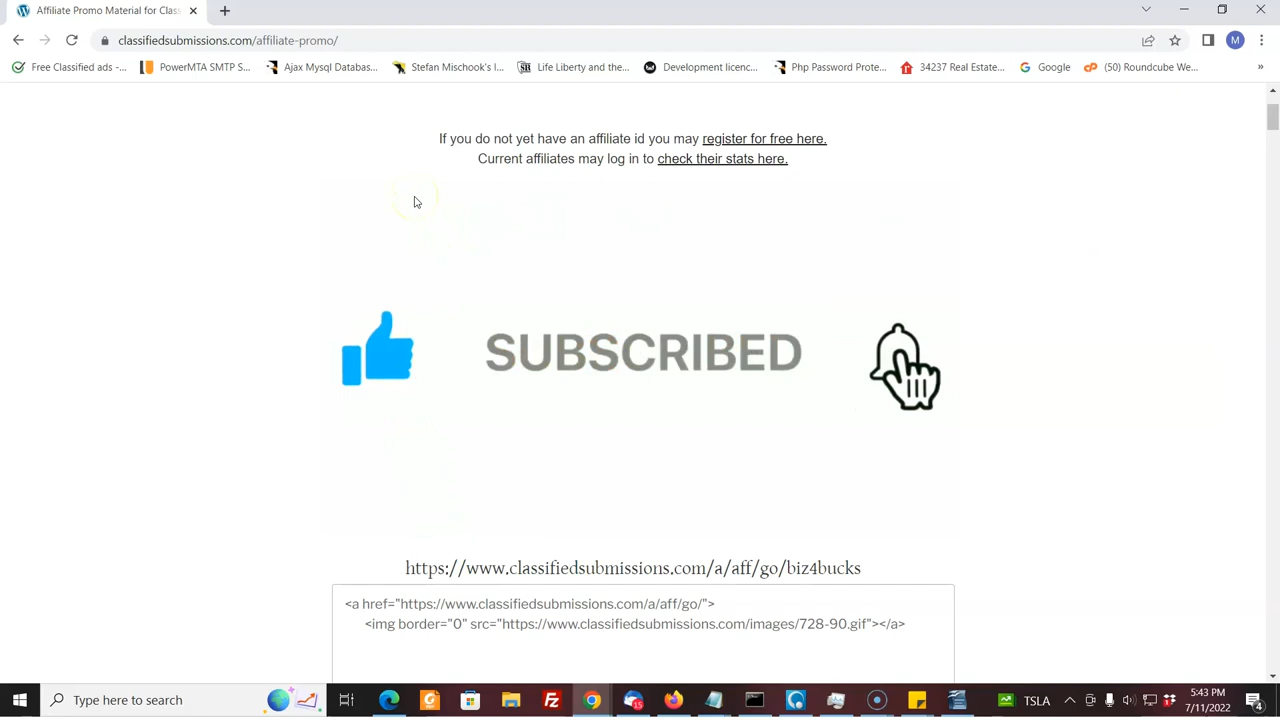 Affiliate Promo Material for Clas
classifiedsubmissions.com/affiliate-promo/
M
Free Classified ads -...
PowerMTA SMTP S...
Ajax Mysql Databas...
Stefan Mischook's I...
Life Liberty and the...
Development licenc...
Php Password Prote...
34237 Real Estate...
Google
(50) Roundcube We...
»
If you do not yet have an affiliate id you may register for free here.
Current affiliates may log in to check their stats here.
SUBSCRIBED
https://www.classifiedsubmissions.com/a/aff/go/biz4bucks
<a href="https://www.classifiedsubmissions.com/a/aff/go/">
<img border="0" src="https://www.classifiedsubmissions.com/images/728-90.gif"></a>
Type here to search
15
TSLA
5:43 PM
7/11/2022
4